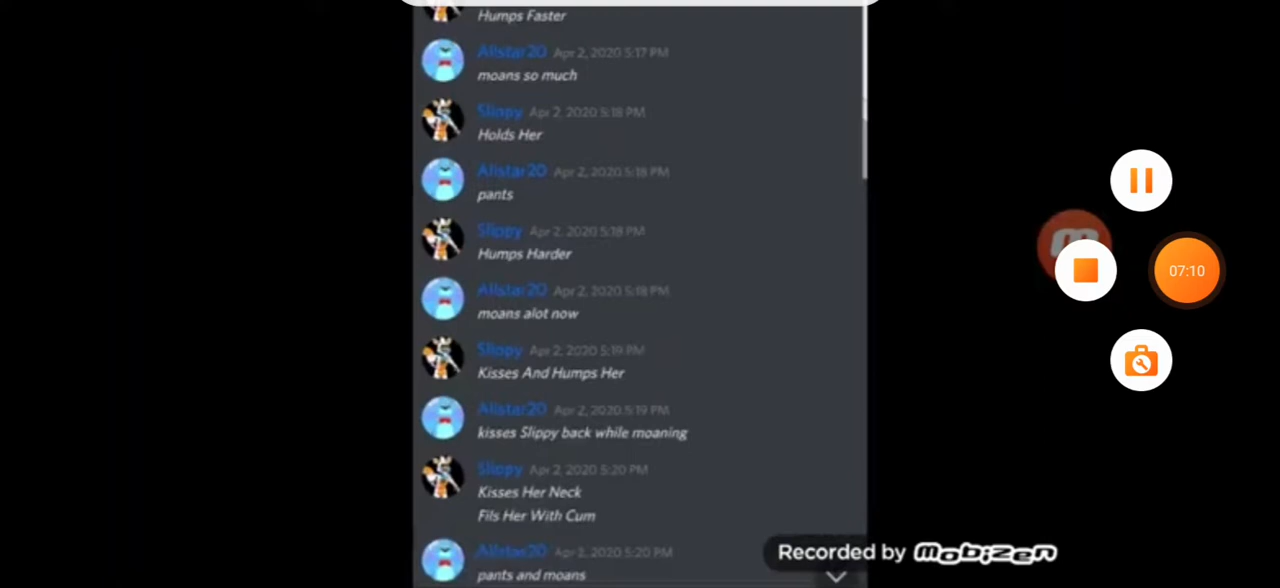 Humps Faster
Allstar20 Apr 2, 2020 5:17 PM
moans so much
Slippy Apr 2, 2020 5:18 PM
Holds Her
Allstar20 Apr 2, 2020 5:18 PM
pants
Slippy Apr 2, 2020 5:18 PM
Humps Harder
Allstar20 Apr 2, 2020 5:18 PM
moans alot now
Slippy Apr 2, 2020 5:19 PM
Kisses And Humps Her
Allstar20 Apr 2, 2020 5:19 PM
kisses Slippy back while moaning
Slippy Apr 2, 2020 5:20 PM
Kisses Her Neck
Fils Her With Cum
Allstar20 Apr 2, 2020 5:20 PM
pants and moans
07:10
Recorded by mobizen